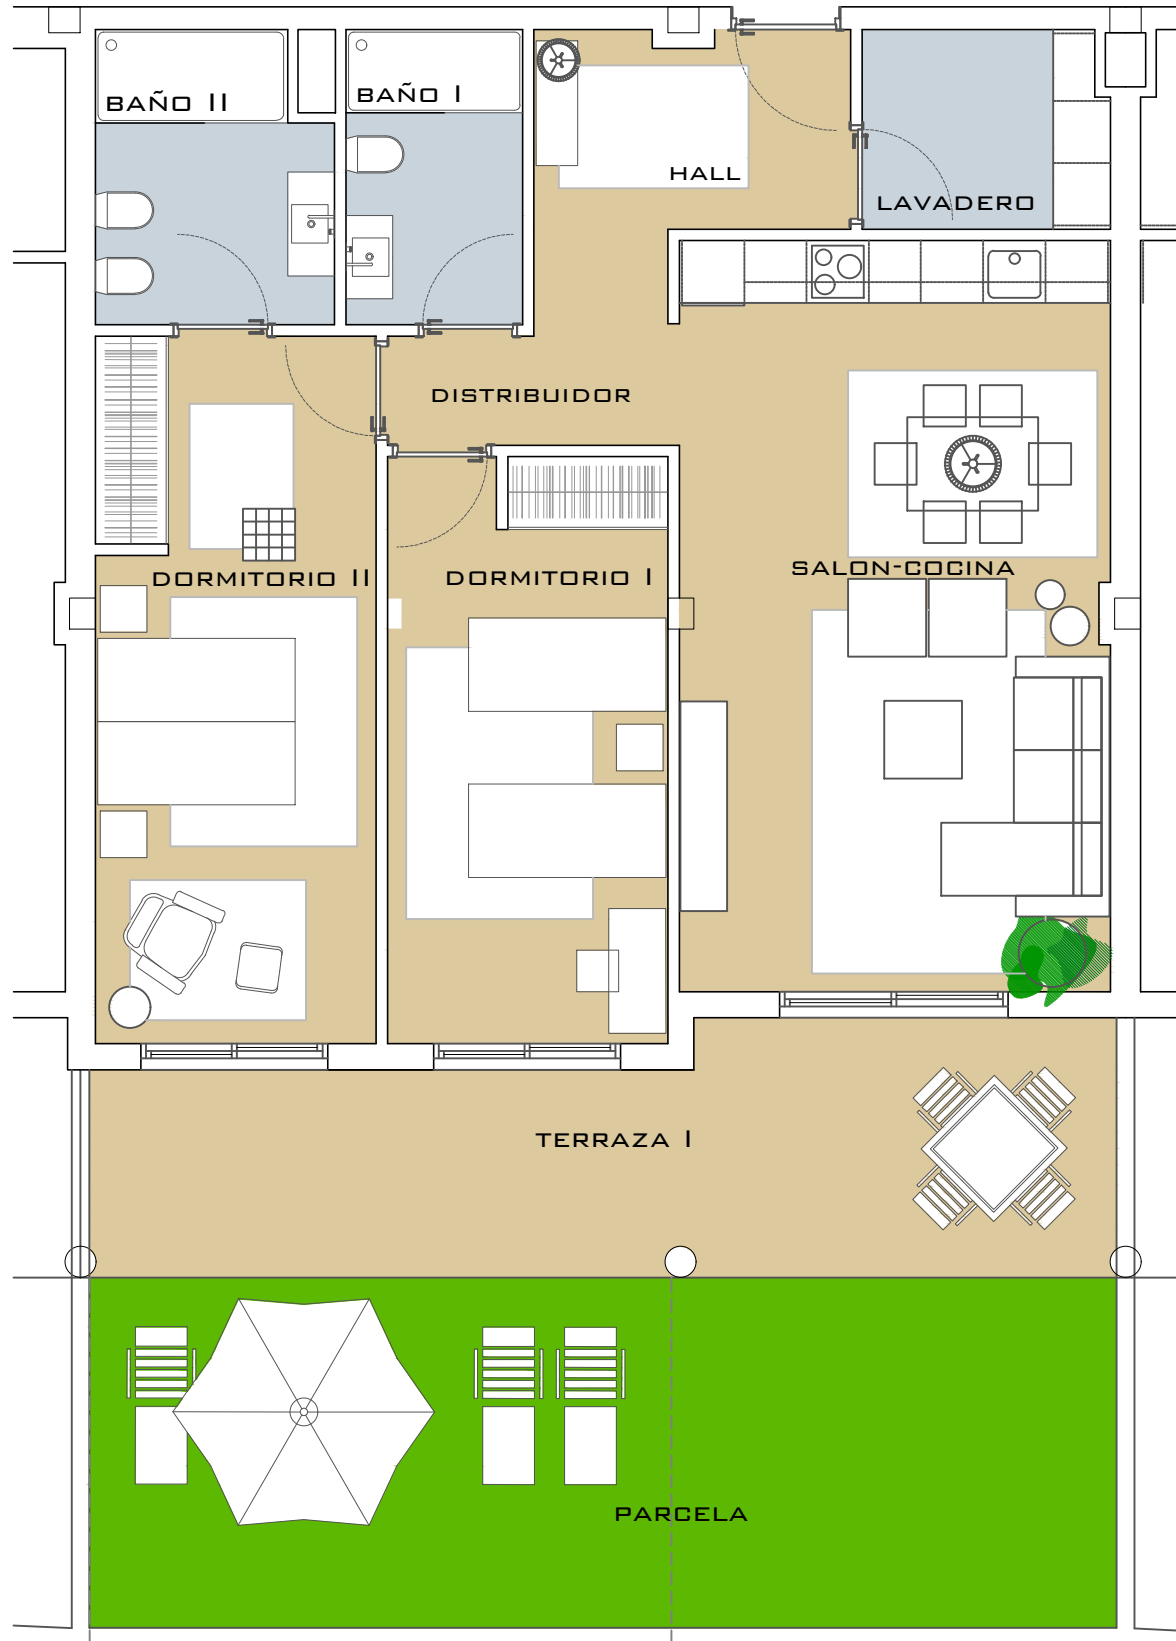 BAÑO II
BAÑO I
HALL
LAVADERO
DISTRIBUIDOR
SALON-COCINA
DORMITORIO II
DORMITORIO I
TERRAZA I
PARCELA